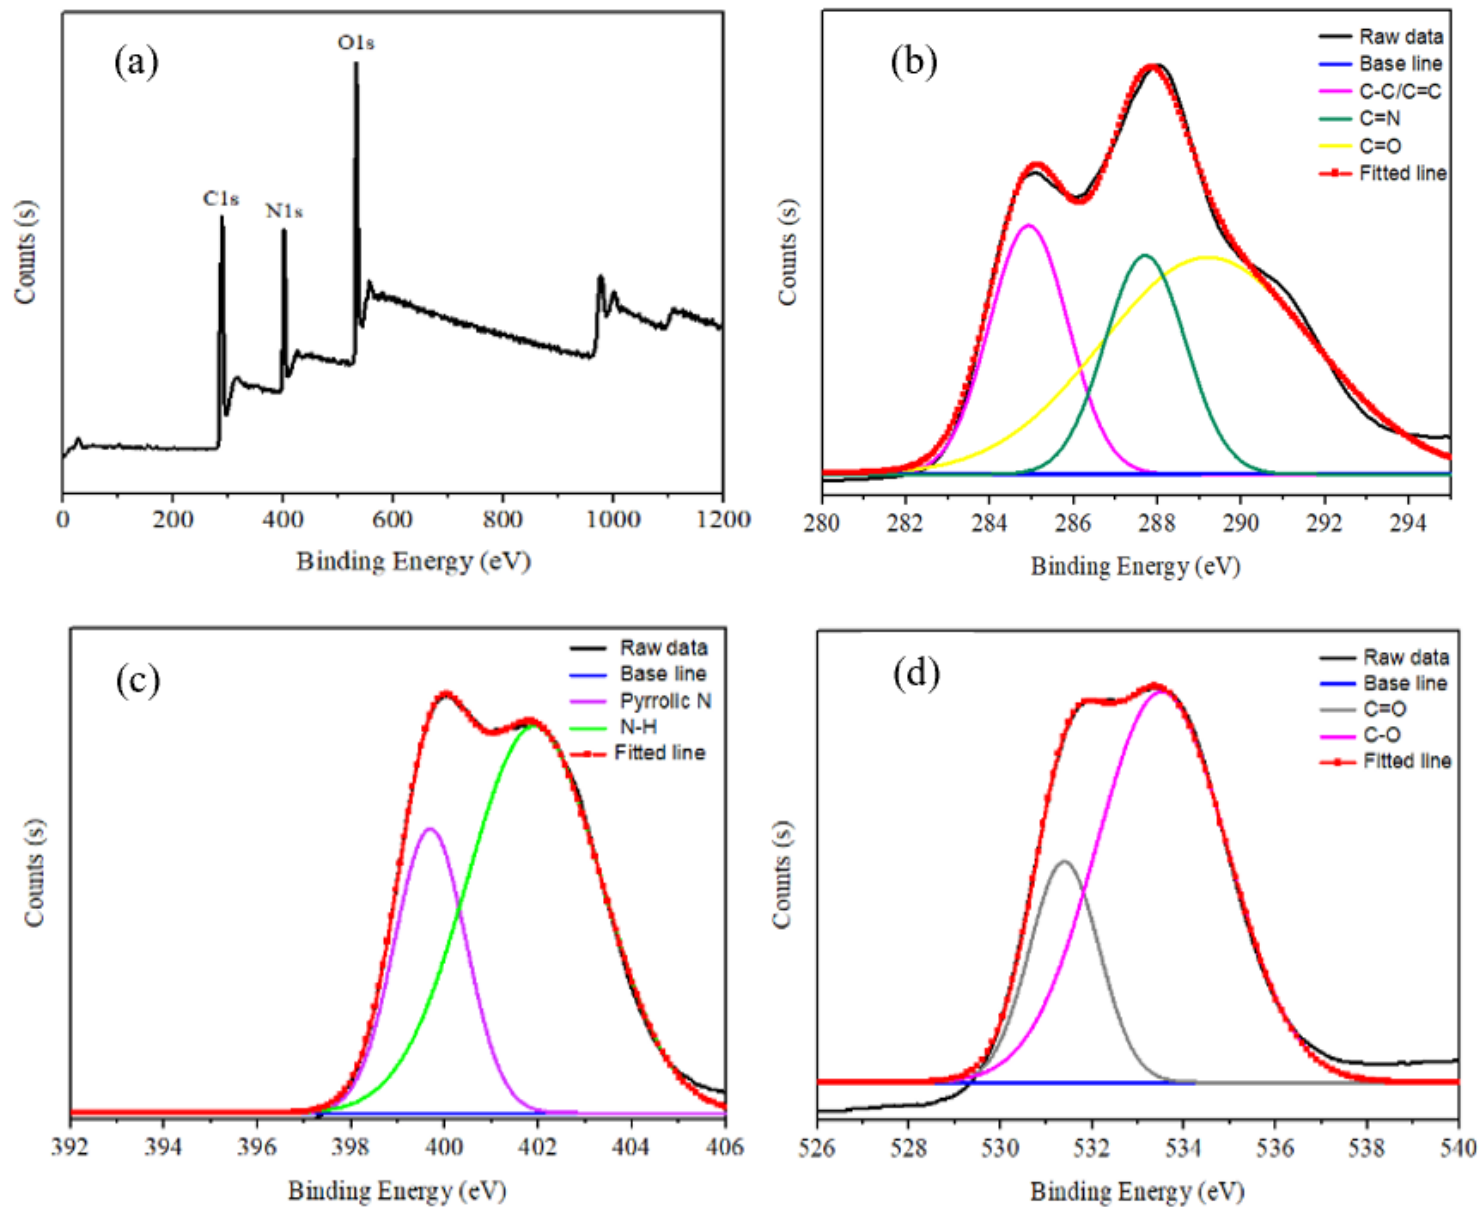 (a)
O1s
C1s
N1s
Counts (s)
0 200 400 600 800 1000 1200
Binding Energy (eV)
(b)
Raw data
Base line
C-C/C=C
C=N
C=O
Fitted line
Counts (s)
280 282 284 286 288 290 292 294
Binding Energy (eV)
(c)
Raw data
Base line
Pyrrolic N
N-H
Fitted line
Counts (s)
392 394 396 398 400 402 404 406
Binding Energy (eV)
(d)
Raw data
Base line
C=O
C-O
Fitted line
Counts (s)
526 528 530 532 534 536 538 540
Binding Energy (eV)